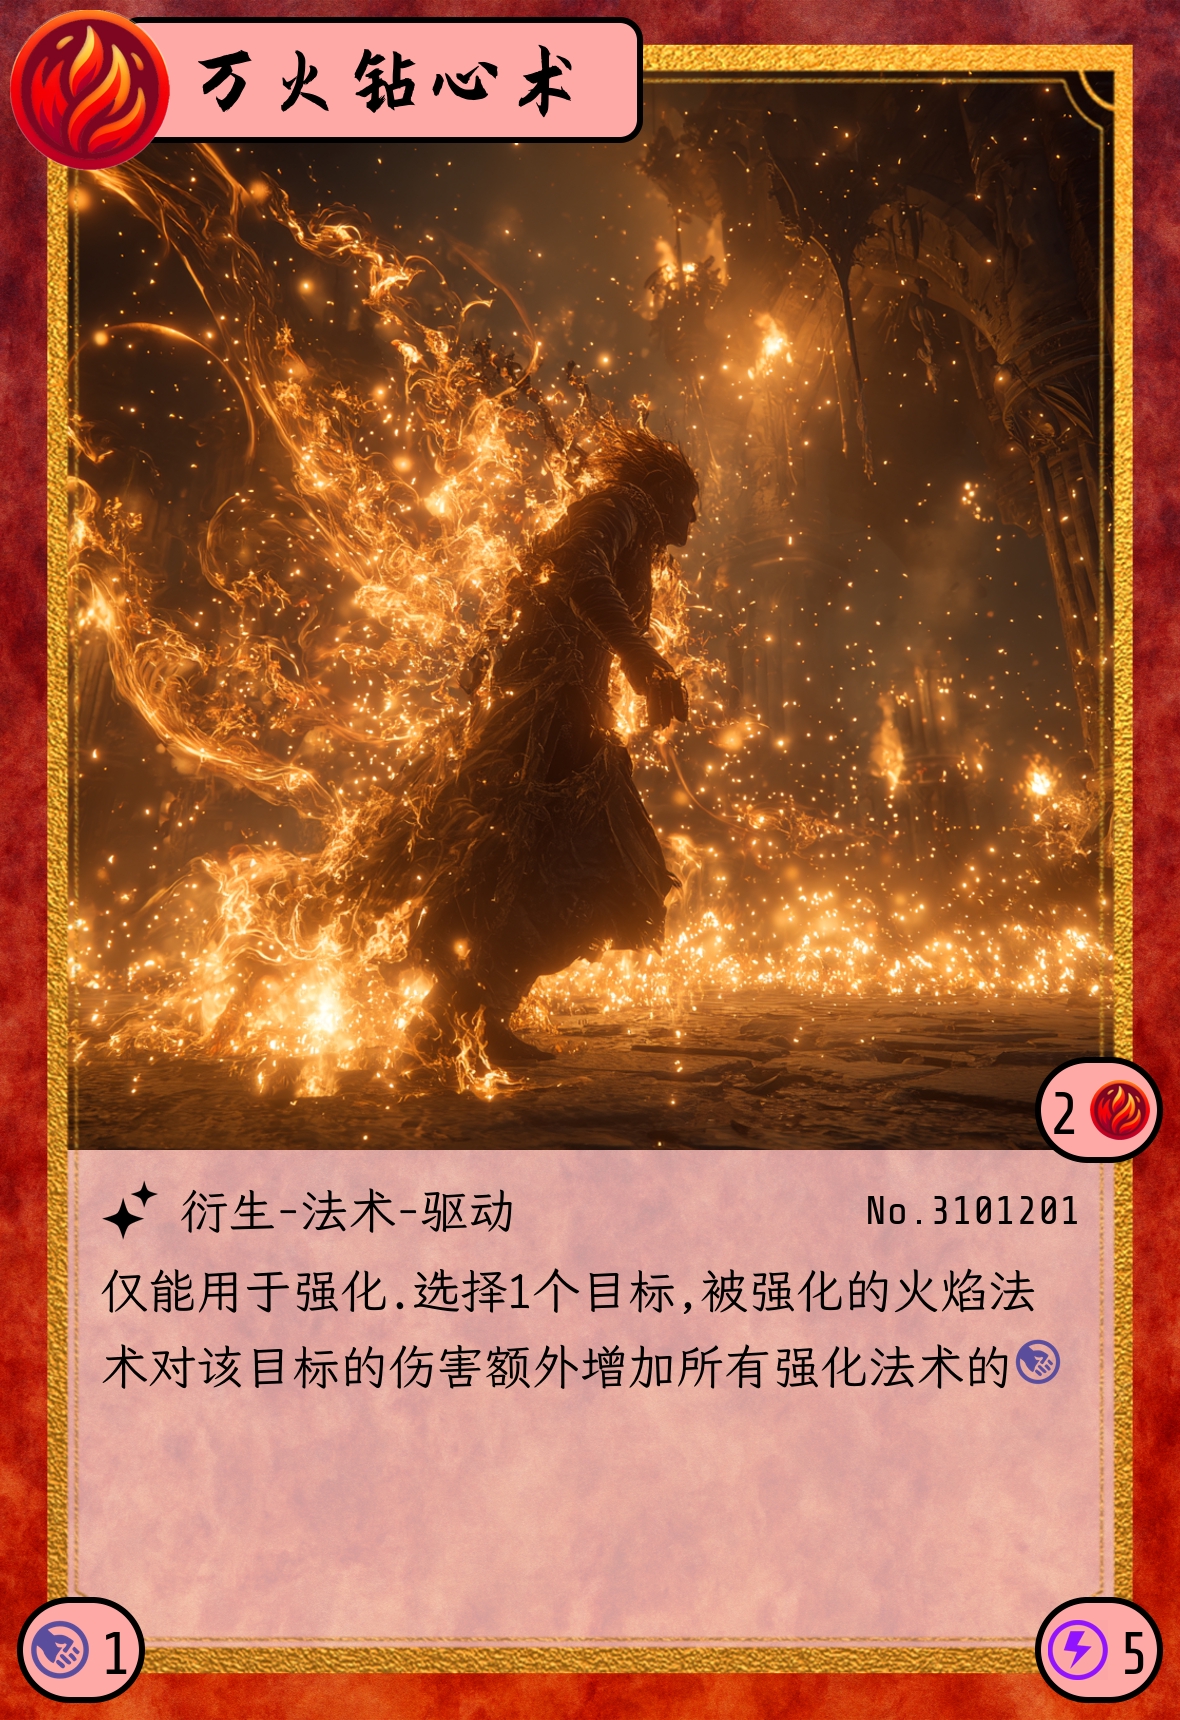 万火钻心术
2
衍生-法术-驱动 No.3101201
仅能用于强化.选择1个目标,被强化的火焰法
术对该目标的伤害额外增加所有强化法术的
1
5